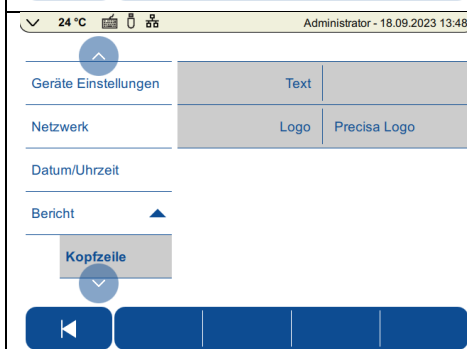 24 °C Administrator - 18.09.2023 13:48
Geräte Einstellungen Text
Netzwerk Logo Precisa Logo
Datum/Uhrzeit
Bericht
Kopfzeile